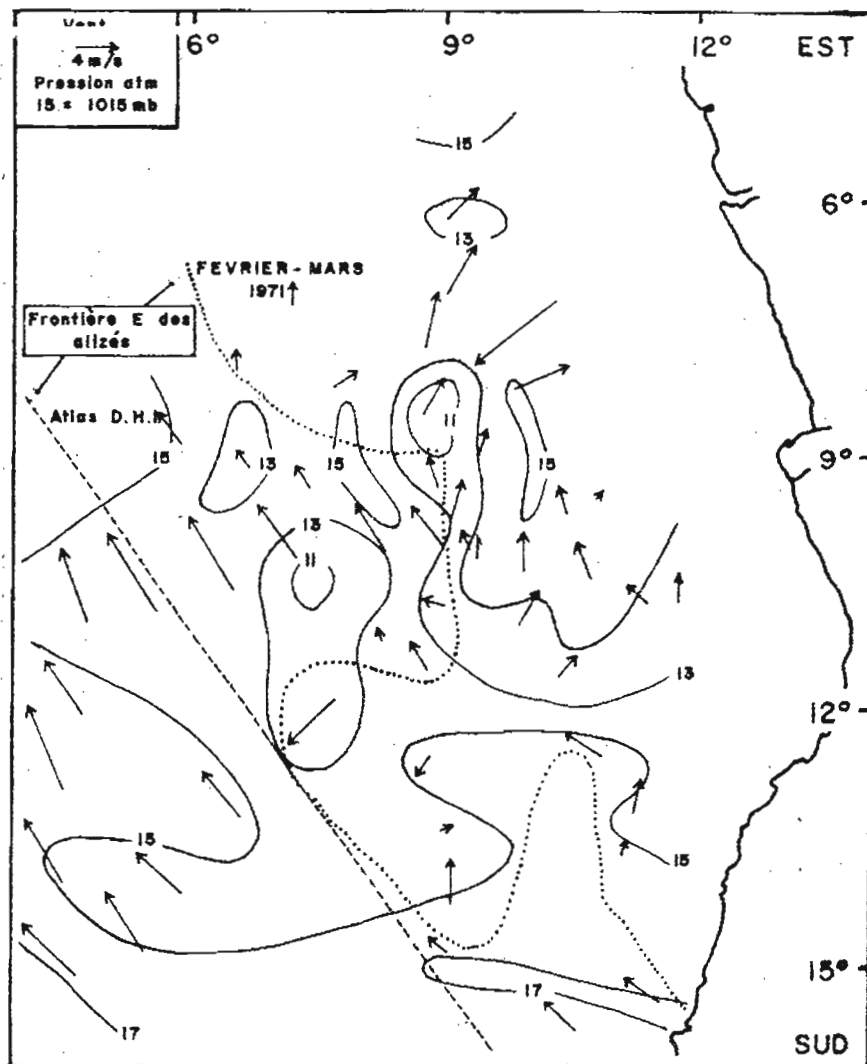 Vent
4 m/s
Pression atm
15 = 1015 mb
6° 9° 12° EST
15
6°
13
FEVRIER - MARS
1971
Frontière E des
alizés
Atlas D.H.I.
11
15 13 15 15 9°
13
11
13
12°
15 15
15°
17
17
SUD